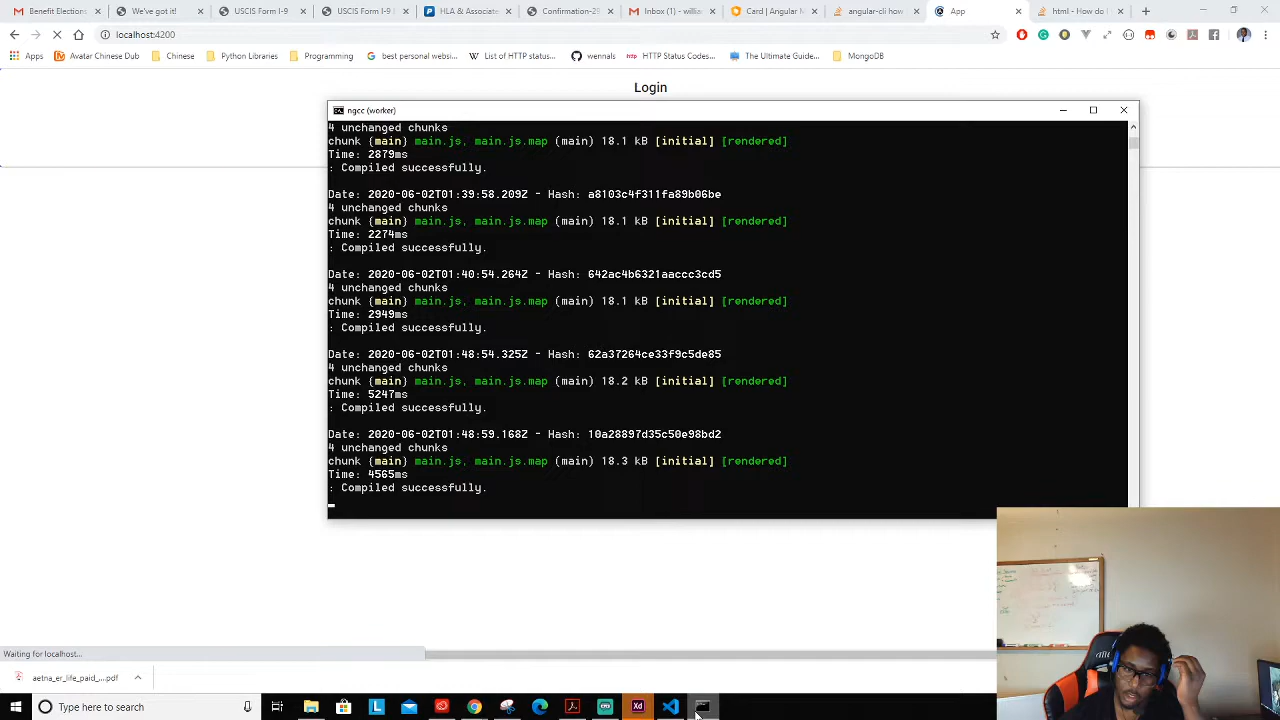 Benefit Elections
We've got it!
USCIS Form I-9
USCIS Form I-9 |
HLA & Associate
Confirmation-29
Inbox (1) - willia
Card | Angular N
angular-cli how
App
html - How do I
localhost:4200
Apps
Avatar Chinese Dub
Chinese
Python Libraries
Programming
best personal websi...
List of HTTP status...
wennals
HTTP Status Codes...
The Ultimate Guide...
MongoDB
Login
ngcc (worker)
4 unchanged chunks
chunk {main} main.js, main.js.map (main) 18.1 kB [initial] [rendered]
Time: 2879ms
: Compiled successfully.
Date: 2020-06-02T01:39:58.209Z - Hash: a8103c4f311fa89b06be
4 unchanged chunks
chunk {main} main.js, main.js.map (main) 18.1 kB [initial] [rendered]
Time: 2274ms
: Compiled successfully.
Date: 2020-06-02T01:40:54.264Z - Hash: 642ac4b6321aaccc3cd5
4 unchanged chunks
chunk {main} main.js, main.js.map (main) 18.1 kB [initial] [rendered]
Time: 2949ms
: Compiled successfully.
Date: 2020-06-02T01:48:54.325Z - Hash: 62a37264ce33f9c5de85
4 unchanged chunks
chunk {main} main.js, main.js.map (main) 18.2 kB [initial] [rendered]
Time: 5247ms
: Compiled successfully.
Date: 2020-06-02T01:48:59.168Z - Hash: 10a28897d35c50e98bd2
4 unchanged chunks
chunk {main} main.js, main.js.map (main) 18.3 kB [initial] [rendered]
Time: 4565ms
: Compiled successfully.
Waiting for localhost...
aetna_er_life_paid_....pdf
Type here to search
Xd